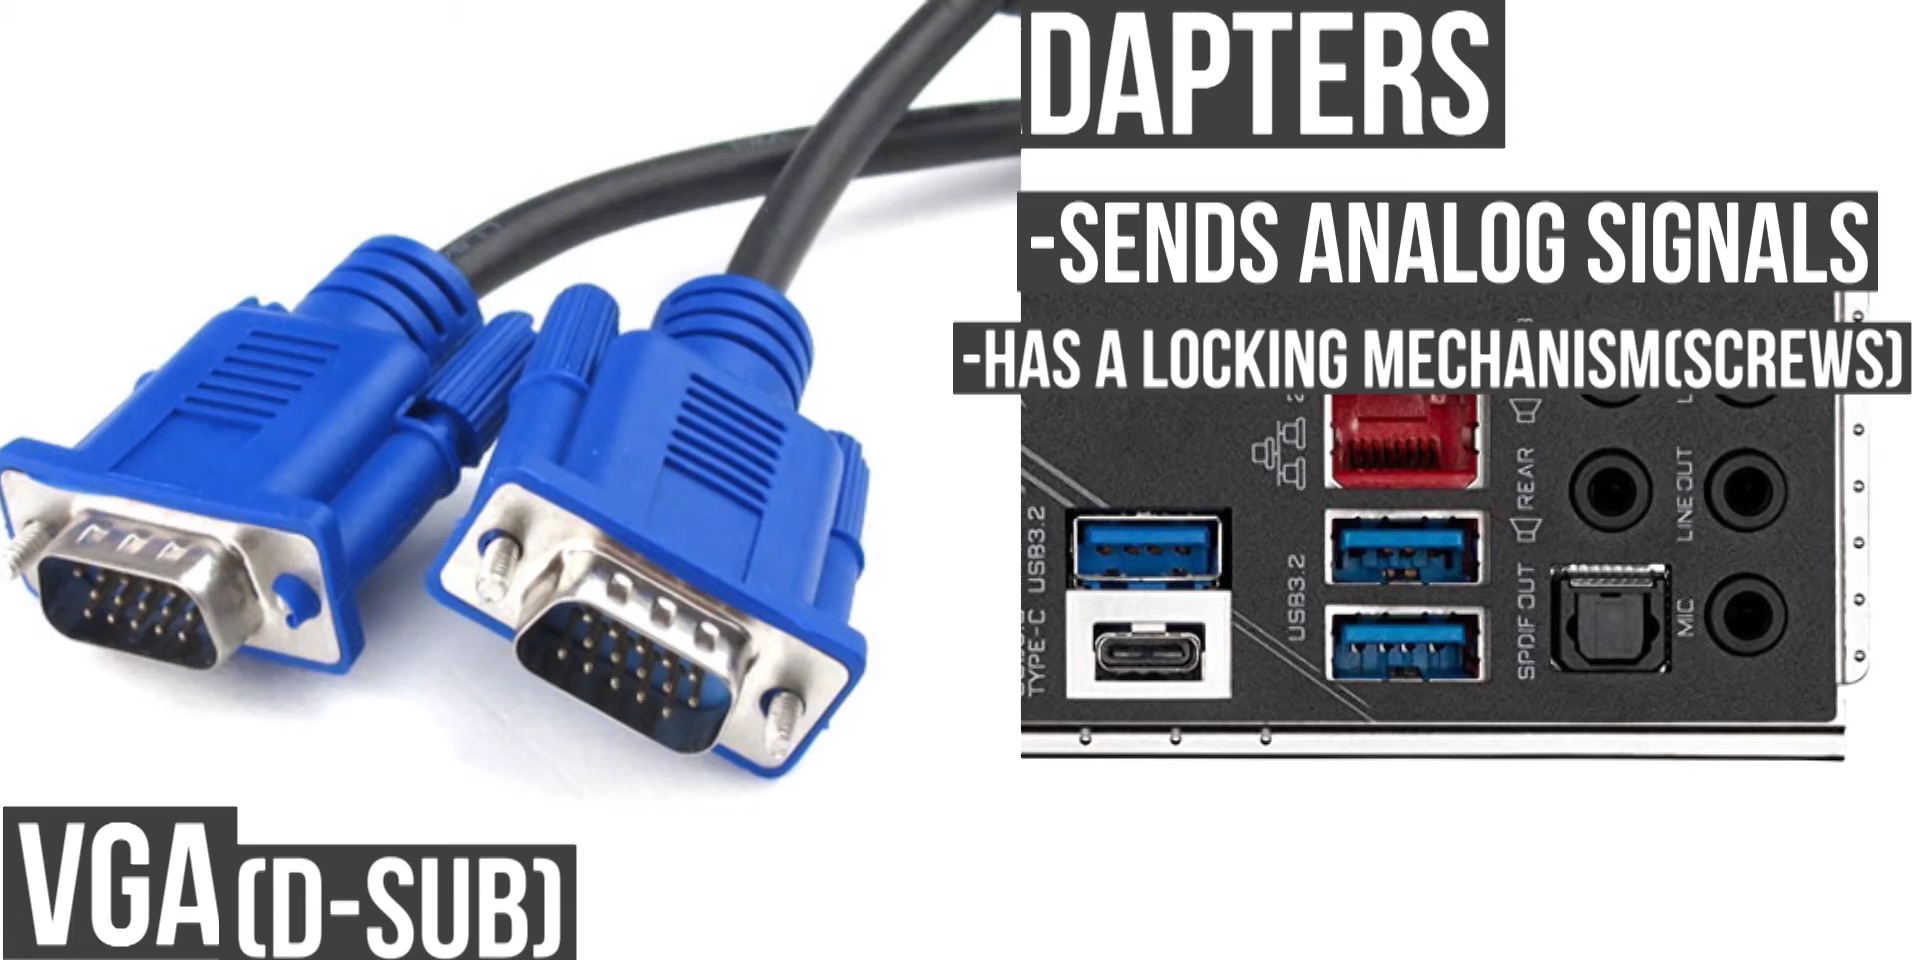 DAPTERS
-SENDS ANALOG SIGNALS
-HAS A LOCKING MECHANISM(SCREWS)
USB3.2
TYPE-C
USB3.2
REAR
SPDIF OUT
LINE OUT
MIC
VGA
(D-SUB)